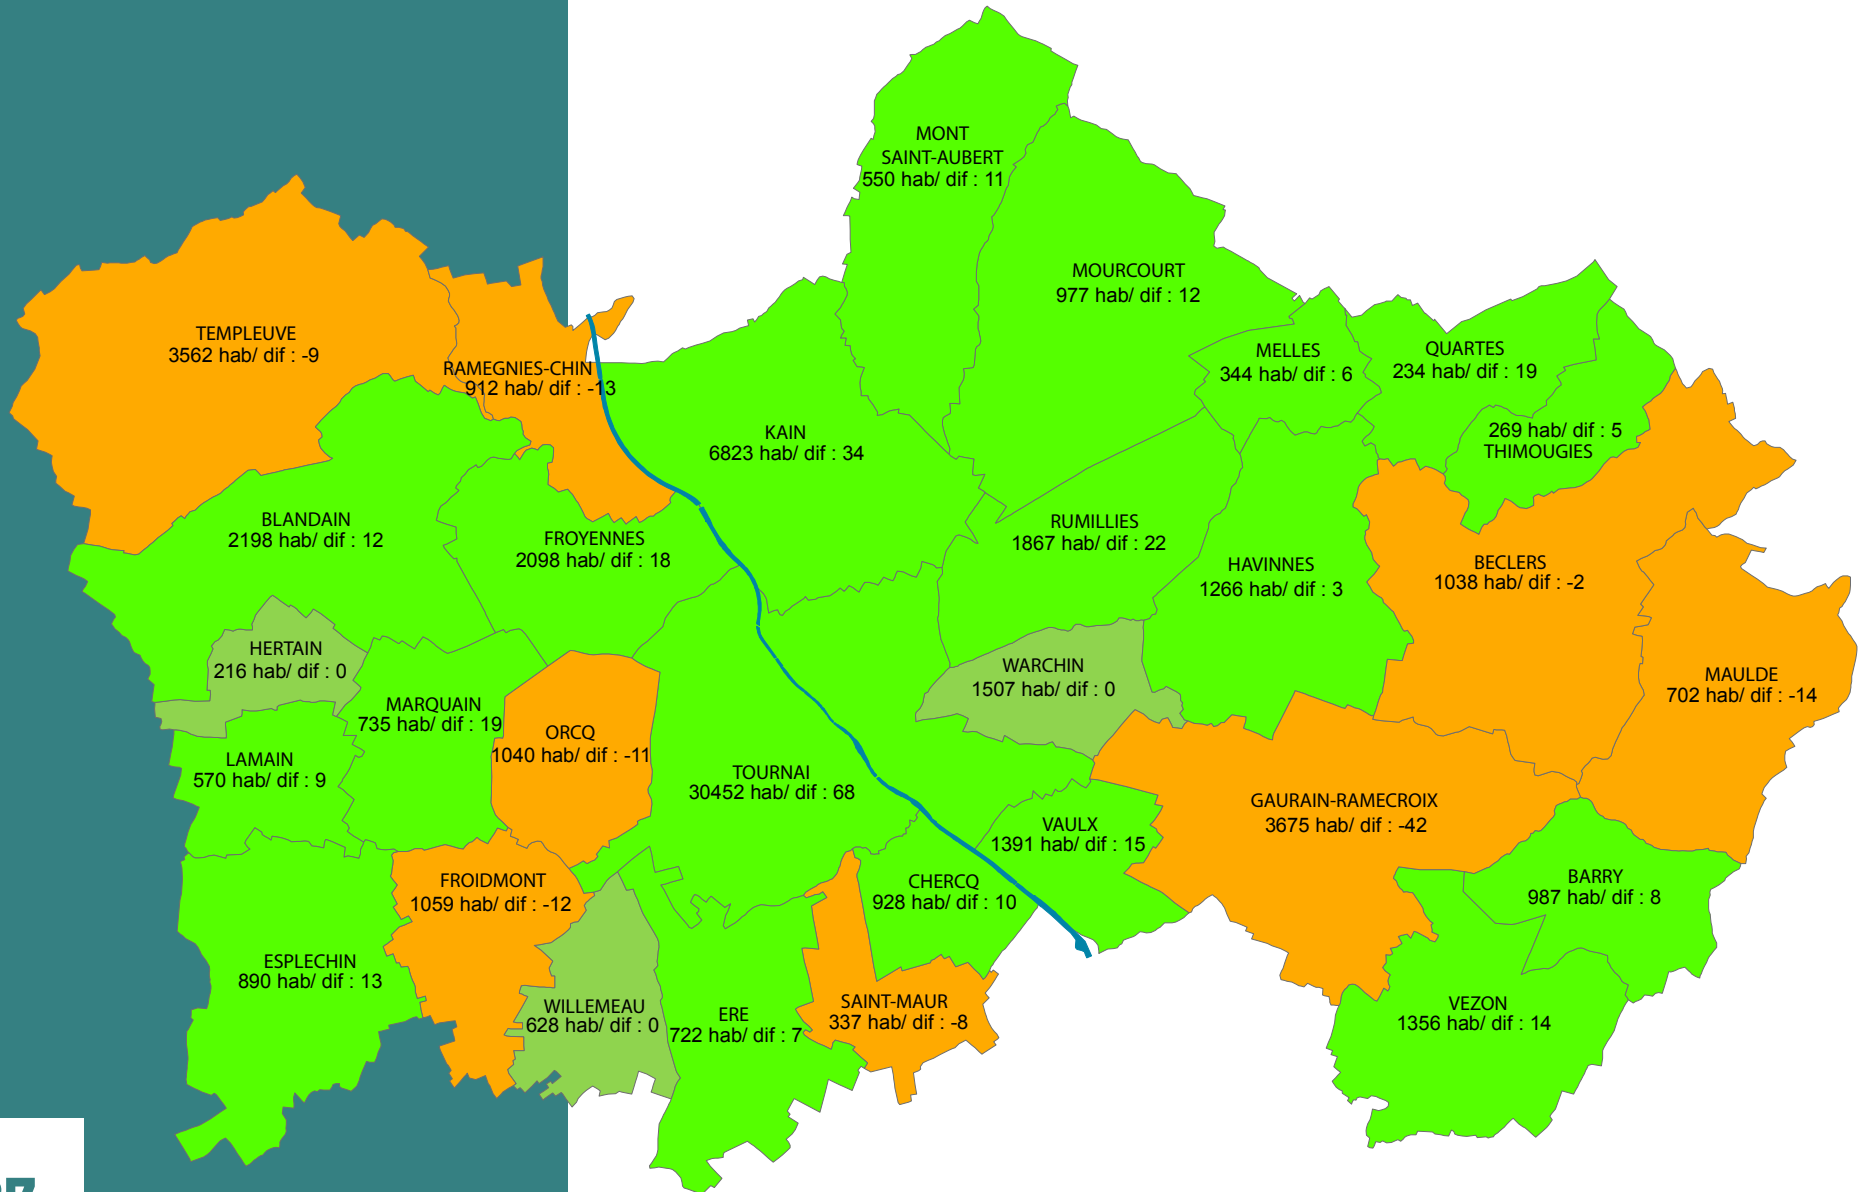 MONT
SAINT-AUBERT
550 hab/ dif : 11
MOURCOURT
977 hab/ dif : 12
TEMPLEUVE
3562 hab/ dif : -9
RAMEGNIES-CHIN
912 hab/ dif : -13
MELLES
344 hab/ dif : 6
QUARTES
234 hab/ dif : 19
269 hab/ dif : 5
THIMOUGIES
KAIN
6823 hab/ dif : 34
BLANDAIN
2198 hab/ dif : 12
FROYENNES
2098 hab/ dif : 18
RUMILLIES
1867 hab/ dif : 22
HAVINNES
1266 hab/ dif : 3
BECLERS
1038 hab/ dif : -2
HERTAIN
216 hab/ dif : 0
WARCHIN
1507 hab/ dif : 0
MAULDE
702 hab/ dif : -14
MARQUAIN
735 hab/ dif : 19
ORCQ
1040 hab/ dif : -11
LAMAIN
570 hab/ dif : 9
TOURNAI
30452 hab/ dif : 68
GAURAIN-RAMECROIX
3675 hab/ dif : -42
VAULX
1391 hab/ dif : 15
FROIDMONT
1059 hab/ dif : -12
CHERCQ
928 hab/ dif : 10
BARRY
987 hab/ dif : 8
ESPLECHIN
890 hab/ dif : 13
WILLEMEAU
628 hab/ dif : 0
ERE
722 hab/ dif : 7
SAINT-MAUR
337 hab/ dif : -8
VEZON
1356 hab/ dif : 14